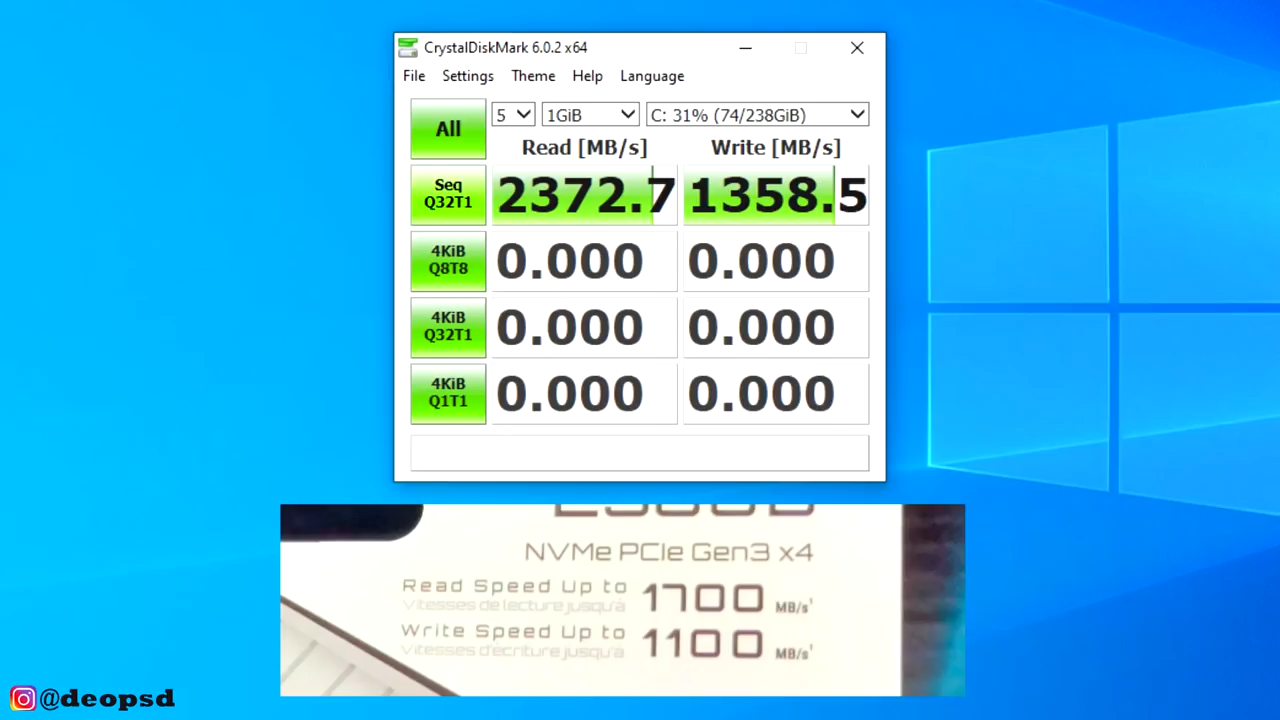 CrystalDiskMark 6.0.2 x64
File Settings Theme Help Language
All 5 1GiB C: 31% (74/238GiB)
Read [MB/s] Write [MB/s]
Seq
Q32T1 2372.7 1358.5
4KiB
Q8T8 0.000 0.000
4KiB
Q32T1 0.000 0.000
4KiB
Q1T1 0.000 0.000
NVMe PCIe Gen3 x4
Read Speed Up to 1700 MB/s¹
Vitesses de lecture jusqu'à
Write Speed Up to 1100 MB/s¹
Vitesses d'ecriture jusqu'à
@deopsd